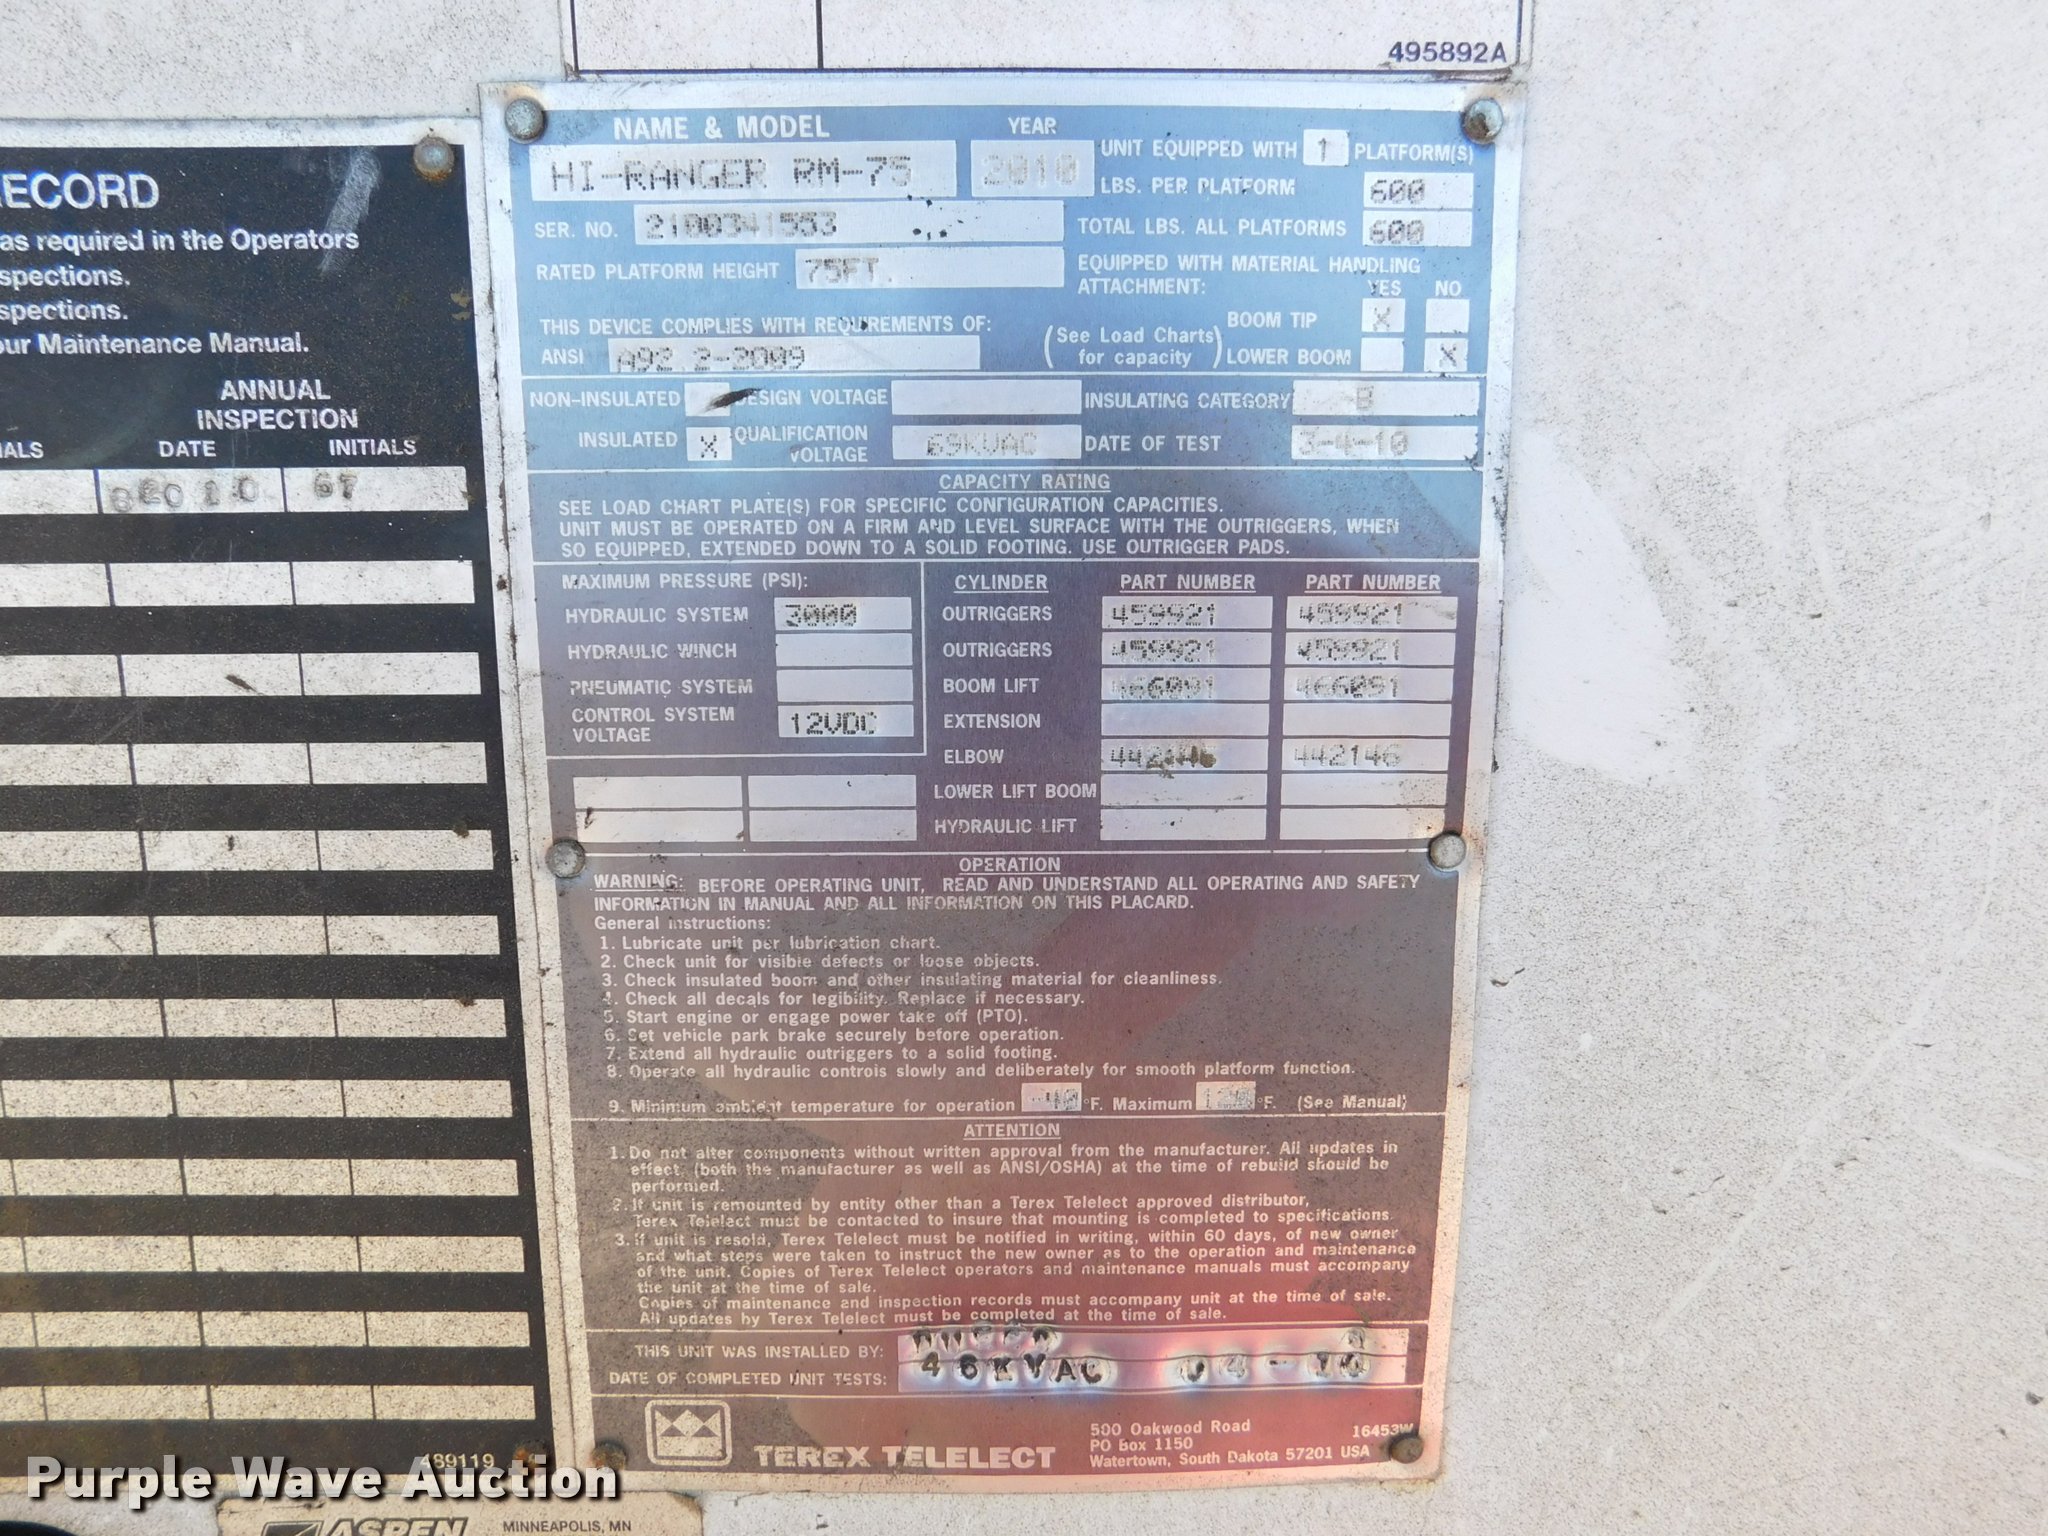 495892A
ECORD
as required in the Operators
spections.
spections.
our Maintenance Manual.
ANNUAL
INSPECTION
ALS DATE INITIALS
NAME & MODEL YEAR
HI-RANGER RM-75 2010
UNIT EQUIPPED WITH 1 PLATFORM(S)
LBS. PER PLATFORM 600
SER. NO. 2100341553
TOTAL LBS. ALL PLATFORMS 600
RATED PLATFORM HEIGHT 75FT.
EQUIPPED WITH MATERIAL HANDLING
ATTACHMENT: YES NO
THIS DEVICE COMPLIES WITH REQUIREMENTS OF:
ANSI A92.2-2009
(See Load Charts
for capacity)
BOOM TIP X
LOWER BOOM X
NON-INSULATED DESIGN VOLTAGE INSULATING CATEGORY B
INSULATED X QUALIFICATION
VOLTAGE 69KVAC DATE OF TEST 3-4-10
CAPACITY RATING
SEE LOAD CHART PLATE(S) FOR SPECIFIC CONFIGURATION CAPACITIES.
UNIT MUST BE OPERATED ON A FIRM AND LEVEL SURFACE WITH THE OUTRIGGERS, WHEN
SO EQUIPPED, EXTENDED DOWN TO A SOLID FOOTING. USE OUTRIGGER PADS.
MAXIMUM PRESSURE (PSI):
HYDRAULIC SYSTEM 3000
HYDRAULIC WINCH
PNEUMATIC SYSTEM
CONTROL SYSTEM
VOLTAGE 12VDC
CYLINDER PART NUMBER PART NUMBER
OUTRIGGERS 459921 459921
OUTRIGGERS 459921 459921
BOOM LIFT 466091 466091
EXTENSION
ELBOW 442146 442146
LOWER LIFT BOOM
HYDRAULIC LIFT
OPERATION
WARNING: BEFORE OPERATING UNIT, READ AND UNDERSTAND ALL OPERATING AND SAFETY
INFORMATION IN MANUAL AND ALL INFORMATION ON THIS PLACARD.
General instructions:
1. Lubricate unit per lubrication chart.
2. Check unit for visible defects or loose objects.
3. Check insulated boom and other insulating material for cleanliness.
4. Check all decals for legibility. Replace if necessary.
5. Start engine or engage power take off (PTO).
6. Set vehicle park brake securely before operation.
7. Extend all hydraulic outriggers to a solid footing.
8. Operate all hydraulic controls slowly and deliberately for smooth platform function.
9. Minimum ambient temperature for operation -40 °F. Maximum °F. (See Manual)
ATTENTION
1. Do not alter components without written approval from the manufacturer. All updates in
effect, (both the manufacturer as well as ANSI/OSHA) at the time of rebuild should be
performed.
2. If unit is remounted by entity other than a Terex Telelect approved distributor,
Terex Telelect must be contacted to insure that mounting is completed to specifications.
3. If unit is resold, Terex Telelect must be notified in writing, within 60 days, of new owner
and what steps were taken to instruct the new owner as to the operation and maintenance
of the unit. Copies of Terex Telelect operators and maintenance manuals must accompany
the unit at the time of sale.
Copies of maintenance and inspection records must accompany unit at the time of sale.
All updates by Terex Telelect must be completed at the time of sale.
THIS UNIT WAS INSTALLED BY:
DATE OF COMPLETED UNIT TESTS: 46KVAC 04-10
TEREX TELELECT
500 Oakwood Road
PO Box 1150
Watertown, South Dakota 57201 USA
16453W
489119
Purple Wave Auction
ASPEN MINNEAPOLIS, MN